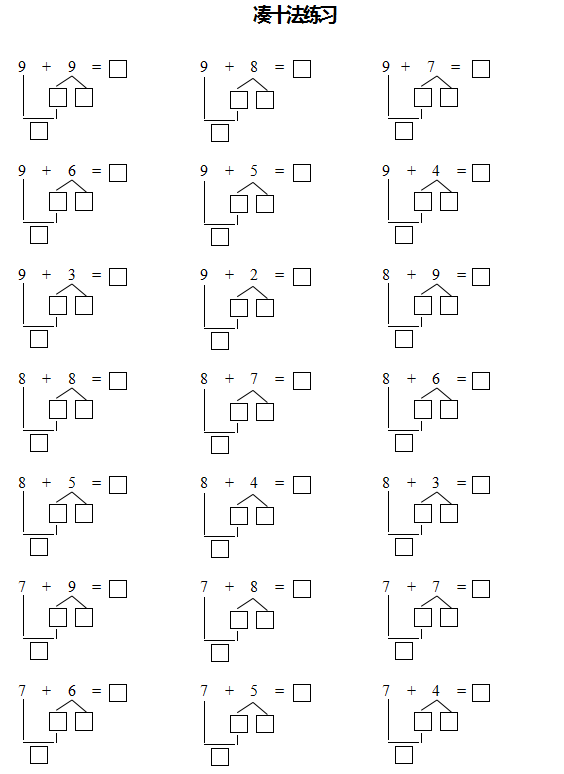 凑十法练习
9 + 9 = □ 9 + 8 = □ 9 + 7 = □
9 + 6 = □ 9 + 5 = □ 9 + 4 = □
9 + 3 = □ 9 + 2 = □ 8 + 9 = □
8 + 8 = □ 8 + 7 = □ 8 + 6 = □
8 + 5 = □ 8 + 4 = □ 8 + 3 = □
7 + 9 = □ 7 + 8 = □ 7 + 7 = □
7 + 6 = □ 7 + 5 = □ 7 + 4 = □